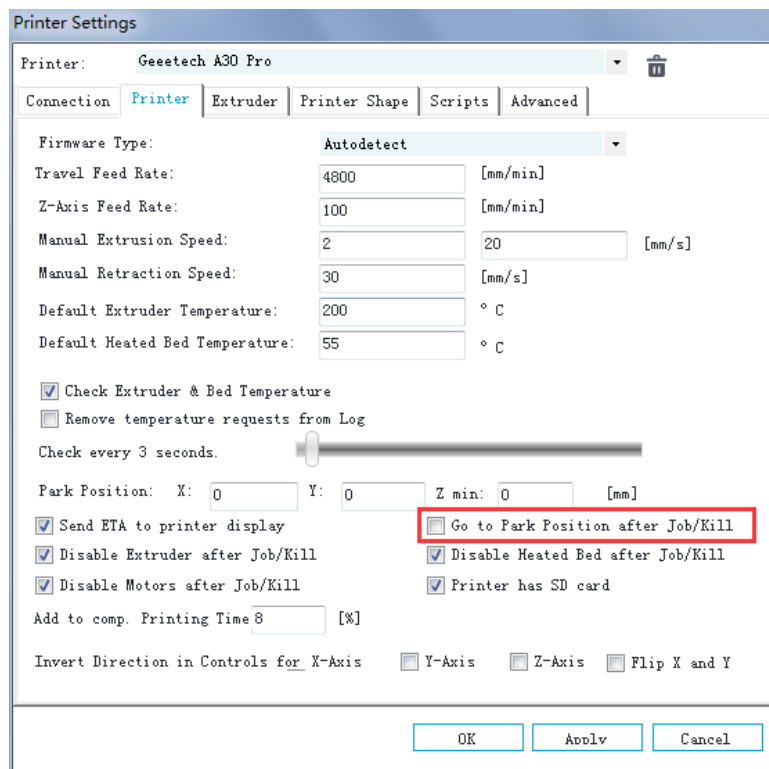 Printer Settings
Printer: Geeetech A30 Pro
Connection Printer Extruder Printer Shape Scripts Advanced
Firmware Type: Autodetect
Travel Feed Rate: 4800 [mm/min]
Z-Axis Feed Rate: 100 [mm/min]
Manual Extrusion Speed: 2 20 [mm/s]
Manual Retraction Speed: 30 [mm/s]
Default Extruder Temperature: 200 ° C
Default Heated Bed Temperature: 55 ° C
Check Extruder & Bed Temperature
Remove temperature requests from Log
Check every 3 seconds.
Park Position: X: 0 Y: 0 Z min: 0 [mm]
Send ETA to printer display Go to Park Position after Job/Kill
Disable Extruder after Job/Kill Disable Heated Bed after Job/Kill
Disable Motors after Job/Kill Printer has SD card
Add to comp. Printing Time 8 [%]
Invert Direction in Controls for X-Axis Y-Axis Z-Axis Flip X and Y
OK Apply Cancel